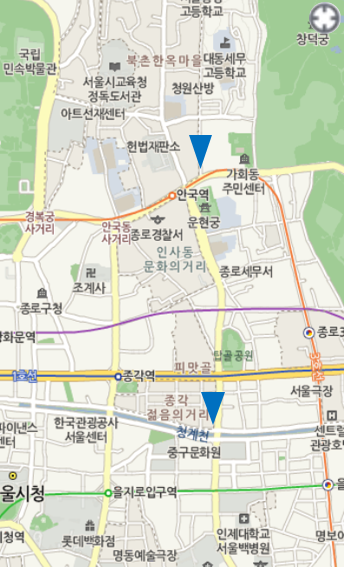 고등학교
창덕궁
국립
민속박물관
북촌한옥마을
대동세무
고등학교
서울시교육청
정독도서관
청원산방
아트선재센터
헌법재판소
가회동
주민센터
안국역
경복궁
사거리
안국동
사거리
운현궁
종로경찰서
인사동
문화의거리
종로세무서
조계사
종로구청
광화문역
종로3
탑골공원
피맛골
1호선
종각역
서울극장
종각
젊음의거리
한국관광공사
서울센터
파이낸스
센터
청계천
센트럴
관광호
중구문화원
울시청
을지로입구역
을
시청역
롯데백화점
명동예술극장
인제대학교
서울백병원
명보아